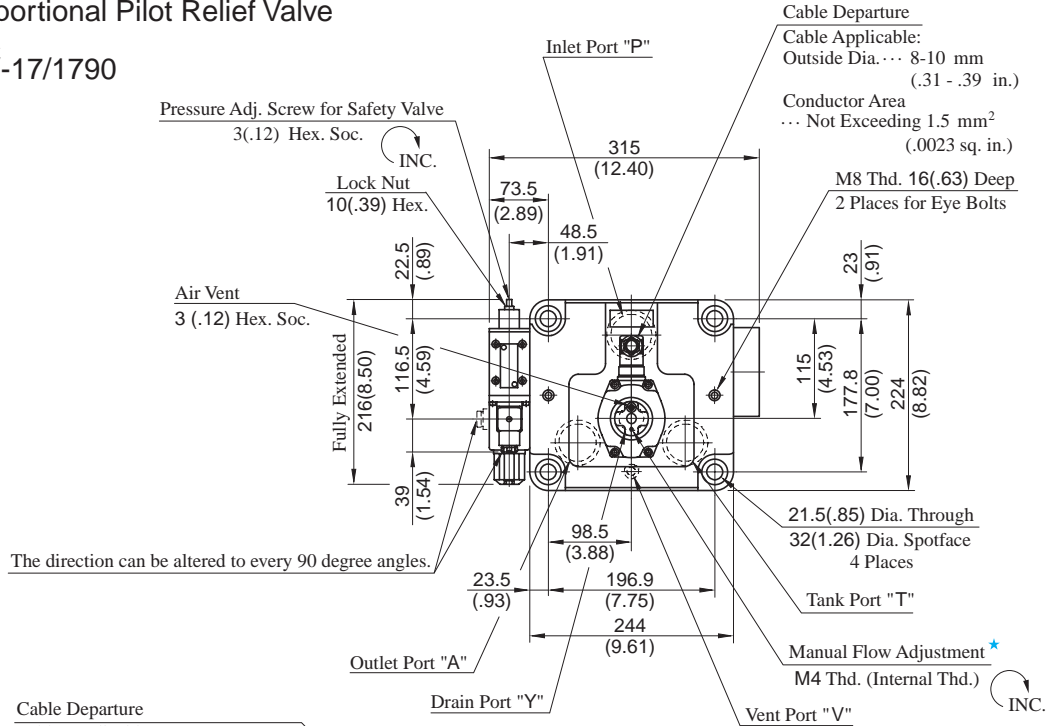 Pilot Relief Valve
-17/1790
Cable Departure
Cable Applicable:
Outside Dia.··· 8-10 mm
(.31 - .39 in.)
Conductor Area
··· Not Exceeding 1.5 mm²
(.0023 sq. in.)
Inlet Port "P"
Pressure Adj. Screw for Safety Valve
3(.12) Hex. Soc.
INC.
Lock Nut
10(.39) Hex.
315
(12.40)
73.5
(2.89)
48.5
(1.91)
M8 Thd. 16(.63) Deep
2 Places for Eye Bolts
22.5
(.89)
23
(.91)
Air Vent
3 (.12) Hex. Soc.
Fully Extended
216(8.50)
116.5
(4.59)
115
(4.53)
177.8
(7.00)
224
(8.82)
39
(1.54)
98.5
(3.88)
21.5(.85) Dia. Through
32(1.26) Dia. Spotface
4 Places
The direction can be altered to every 90 degree angles.
23.5
(.93)
196.9
(7.75)
Tank Port "T"
244
(9.61)
Outlet Port "A"
Manual Flow Adjustment ★
M4 Thd. (Internal Thd.)
INC.
Drain Port "Y"
Vent Port "V"
Cable Departure